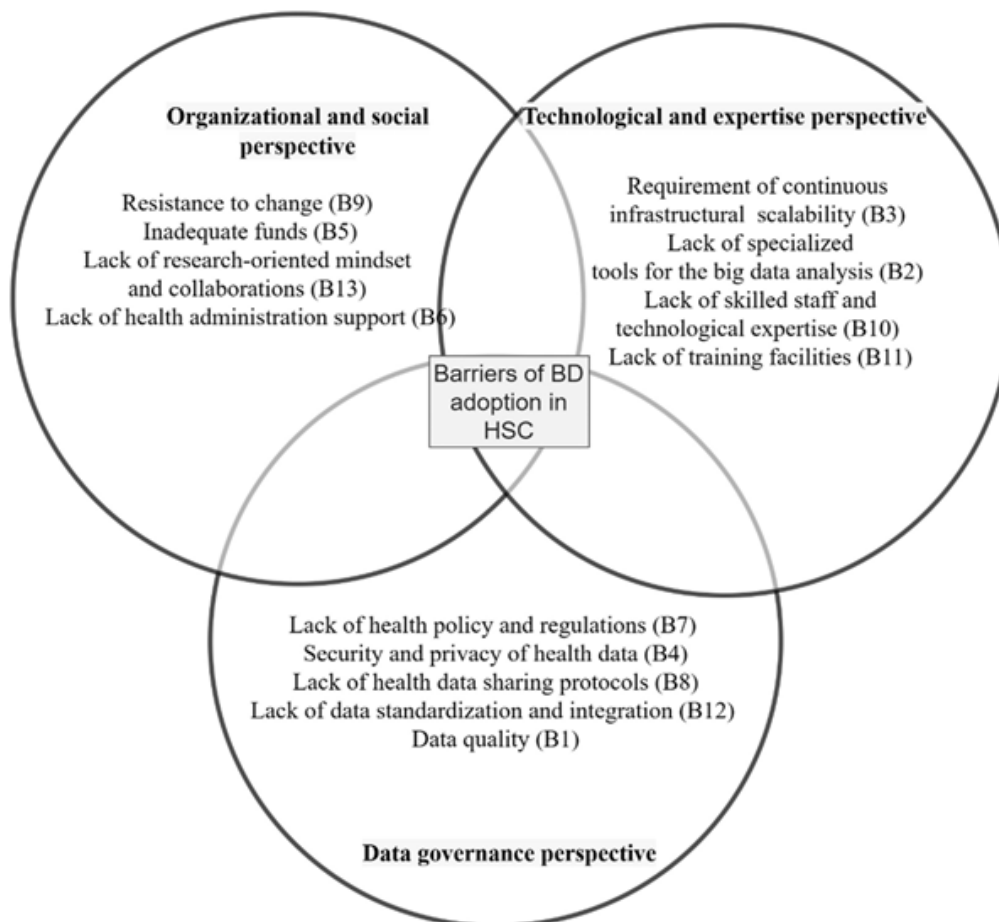 Organizational and social
perspective
Resistance to change (B9)
Inadequate funds (B5)
Lack of research-oriented mindset
and collaborations (B13)
Lack of health administration support (B6)
Technological and expertise perspective
Requirement of continuous
infrastructural scalability (B3)
Lack of specialized
tools for the big data analysis (B2)
Lack of skilled staff and
technological expertise (B10)
Lack of training facilities (B11)
Barriers of BD
adoption in
HSC
Lack of health policy and regulations (B7)
Security and privacy of health data (B4)
Lack of health data sharing protocols (B8)
Lack of data standardization and integration (B12)
Data quality (B1)
Data governance perspective